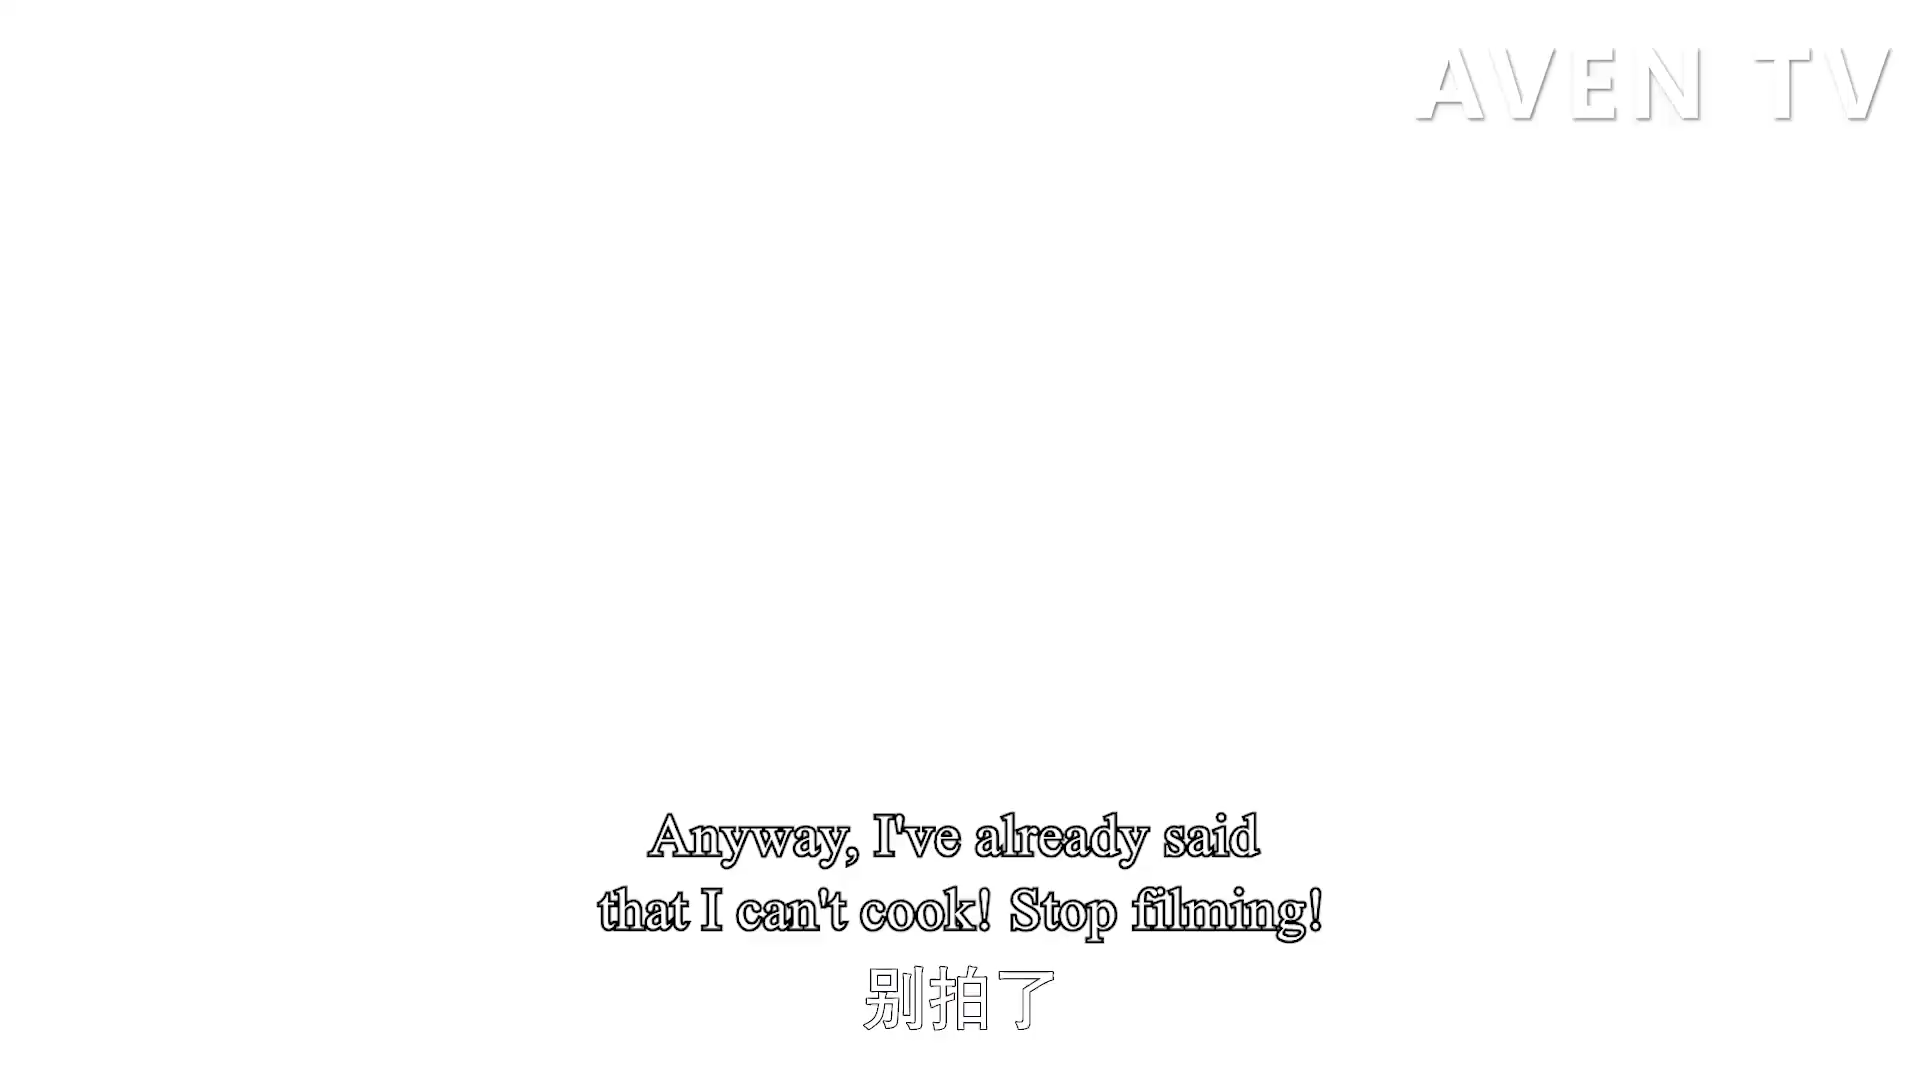 AVEN TV
Anyway, I've already said
that I can't cook! Stop filming!
别拍了